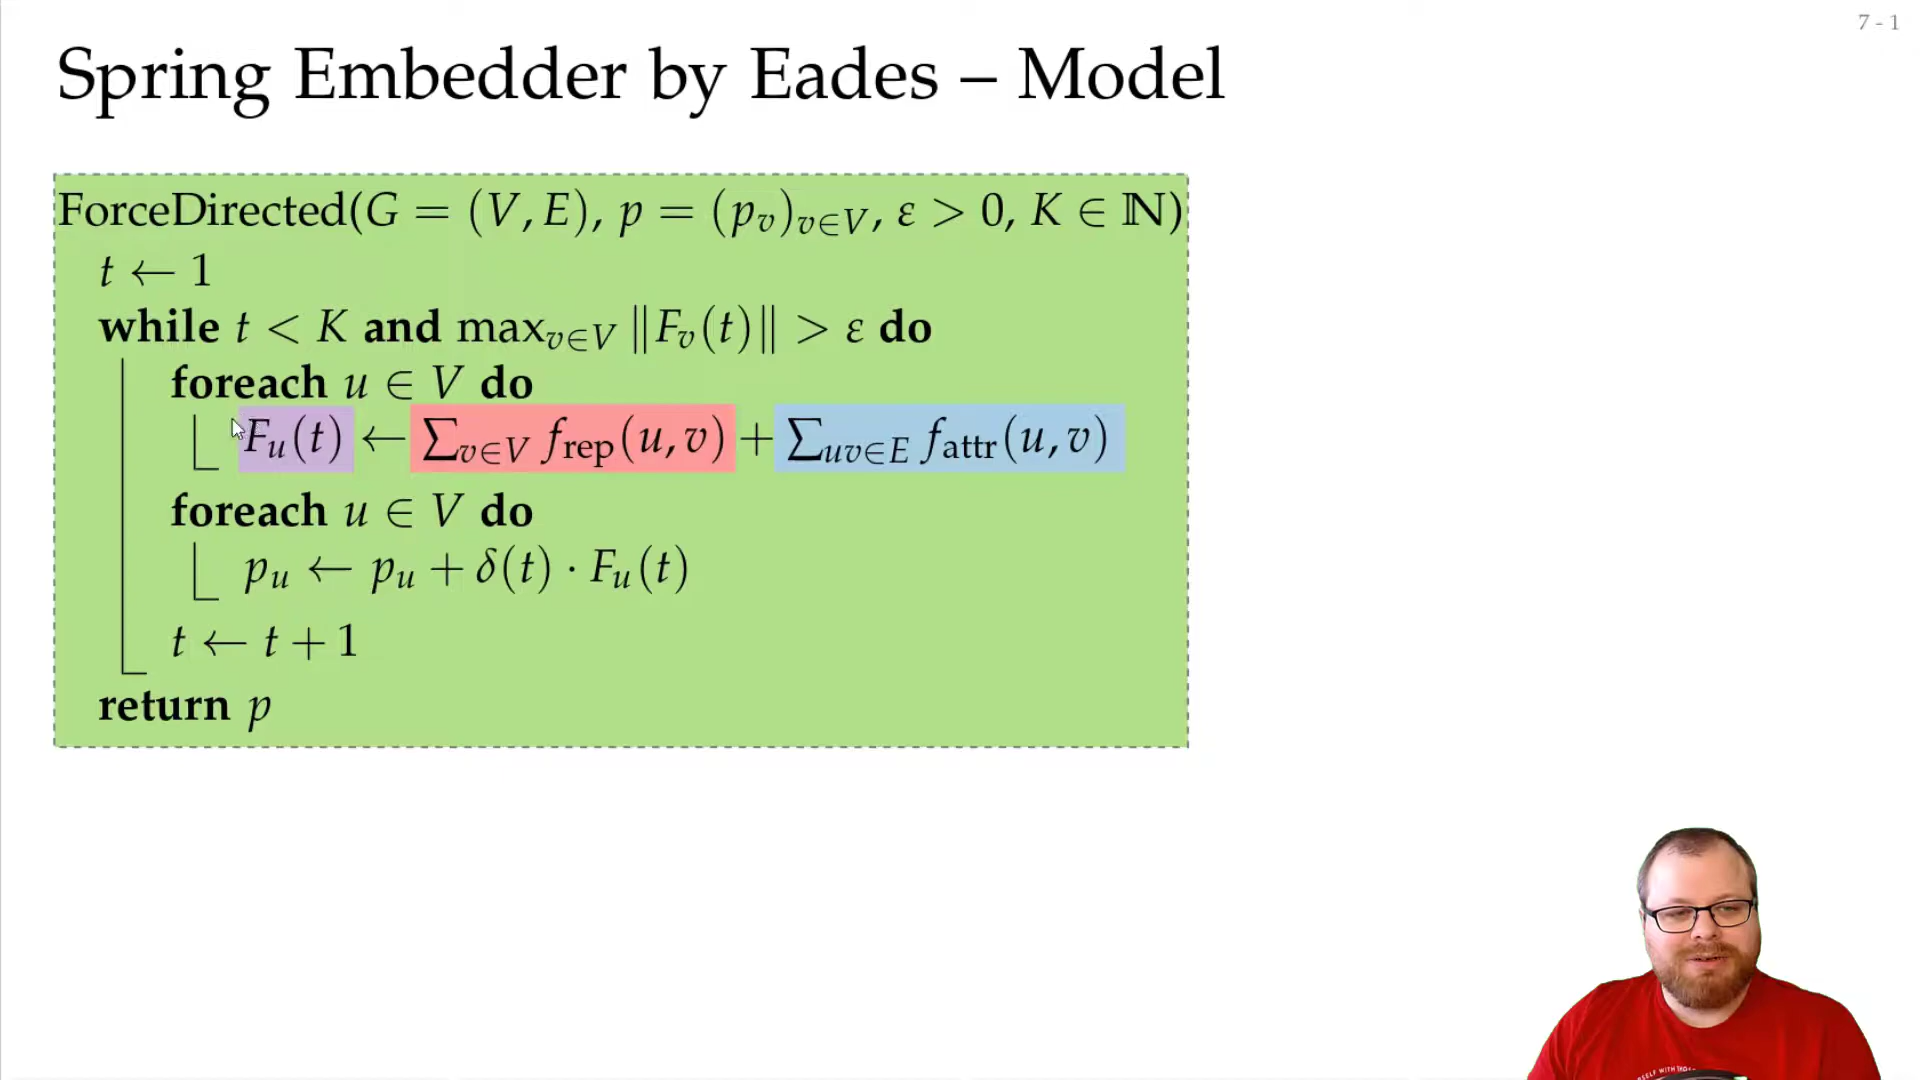 7 - 1
Spring Embedder by Eades – Model
ForceDirected(G = (V, E), p = (p_v)_{v∈V}, ε > 0, K ∈ ℕ)
t ← 1
while t < K and max_{v∈V} ‖F_v(t)‖ > ε do
foreach u ∈ V do
F_u(t) ← ∑_{v∈V} f_rep(u, v) + ∑_{uv∈E} f_attr(u, v)
foreach u ∈ V do
p_u ← p_u + δ(t) · F_u(t)
t ← t + 1
return p